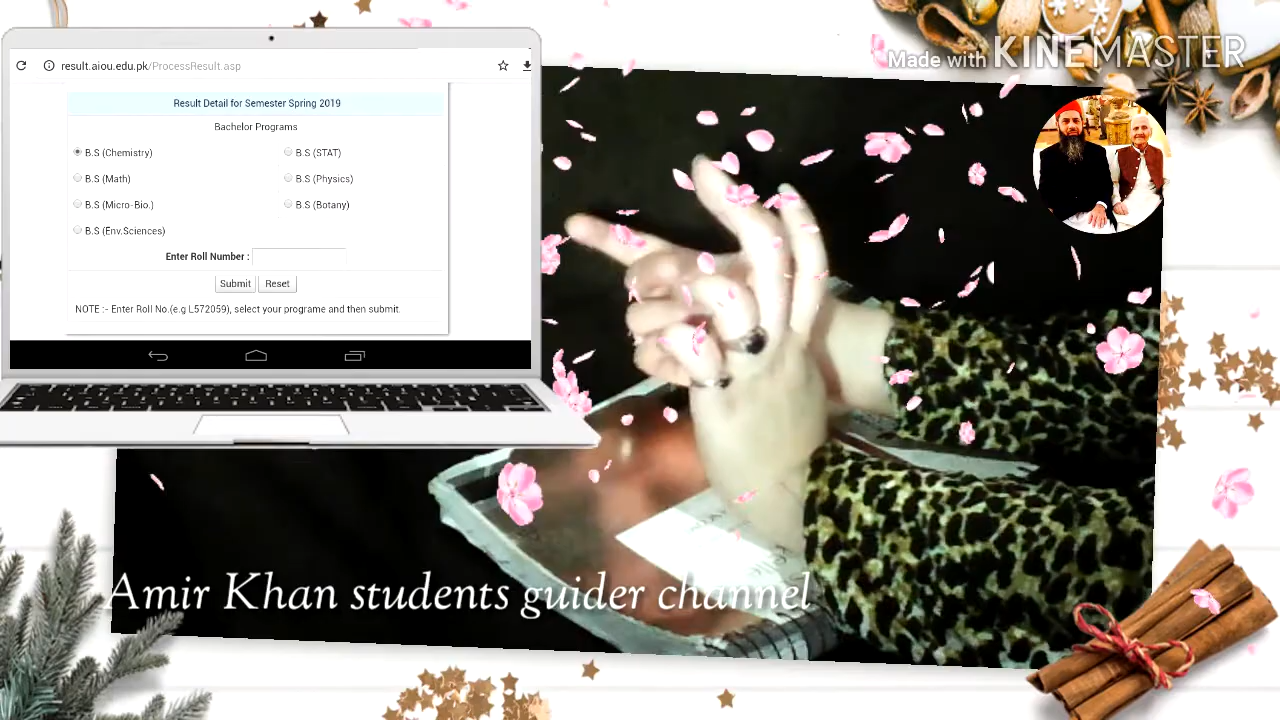 result.aiou.edu.pk/ProcessResult.asp
Result Detail for Semester Spring 2019
Bachelor Programs
B.S (Chemistry)
B.S (STAT)
B.S (Math)
B.S (Physics)
B.S (Micro-Bio.)
B.S (Botany)
B.S (Env.Sciences)
Enter Roll Number :
Submit
Reset
NOTE :- Enter Roll No.(e.g L572059), select your programe and then submit.
Made with KINEMASTER
Amir Khan students guider channel